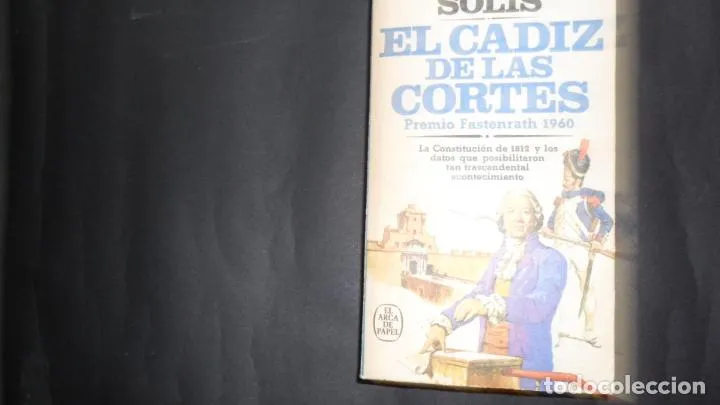 SOLIS
EL CADIZ
DE LAS
CORTES
Premio Fastenrath 1960
La Constitución de 1812 y los
datos que posibilitaron
tan trascendental
acontecimiento
EL
ARCA
DE
PAPEL
todocoleccion